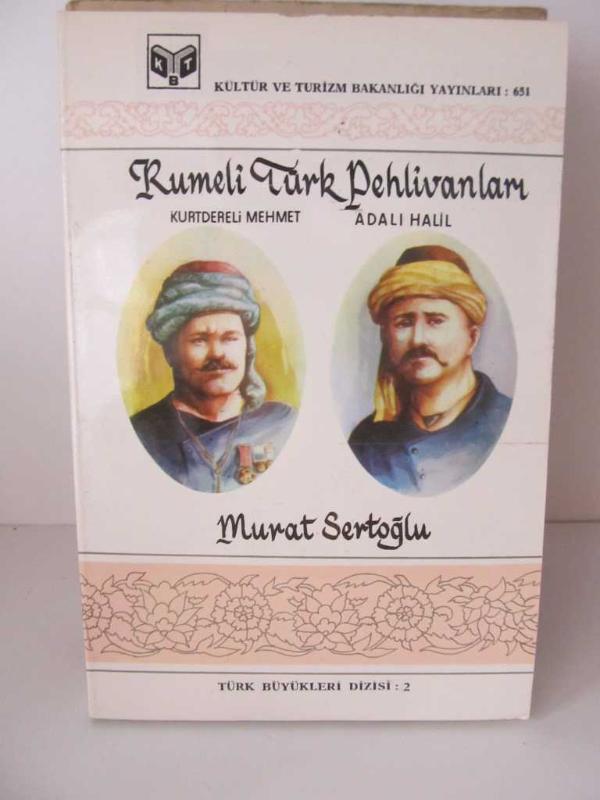 KBT
KÜLTÜR VE TURİZM BAKANLIĞI YAYINLARI : 651
Rumeli Türk Pehlivanları
KURTDERELİ MEHMET
ADALI HALİL
Murat Sertoğlu
TÜRK BÜYÜKLERİ DİZİSİ : 2